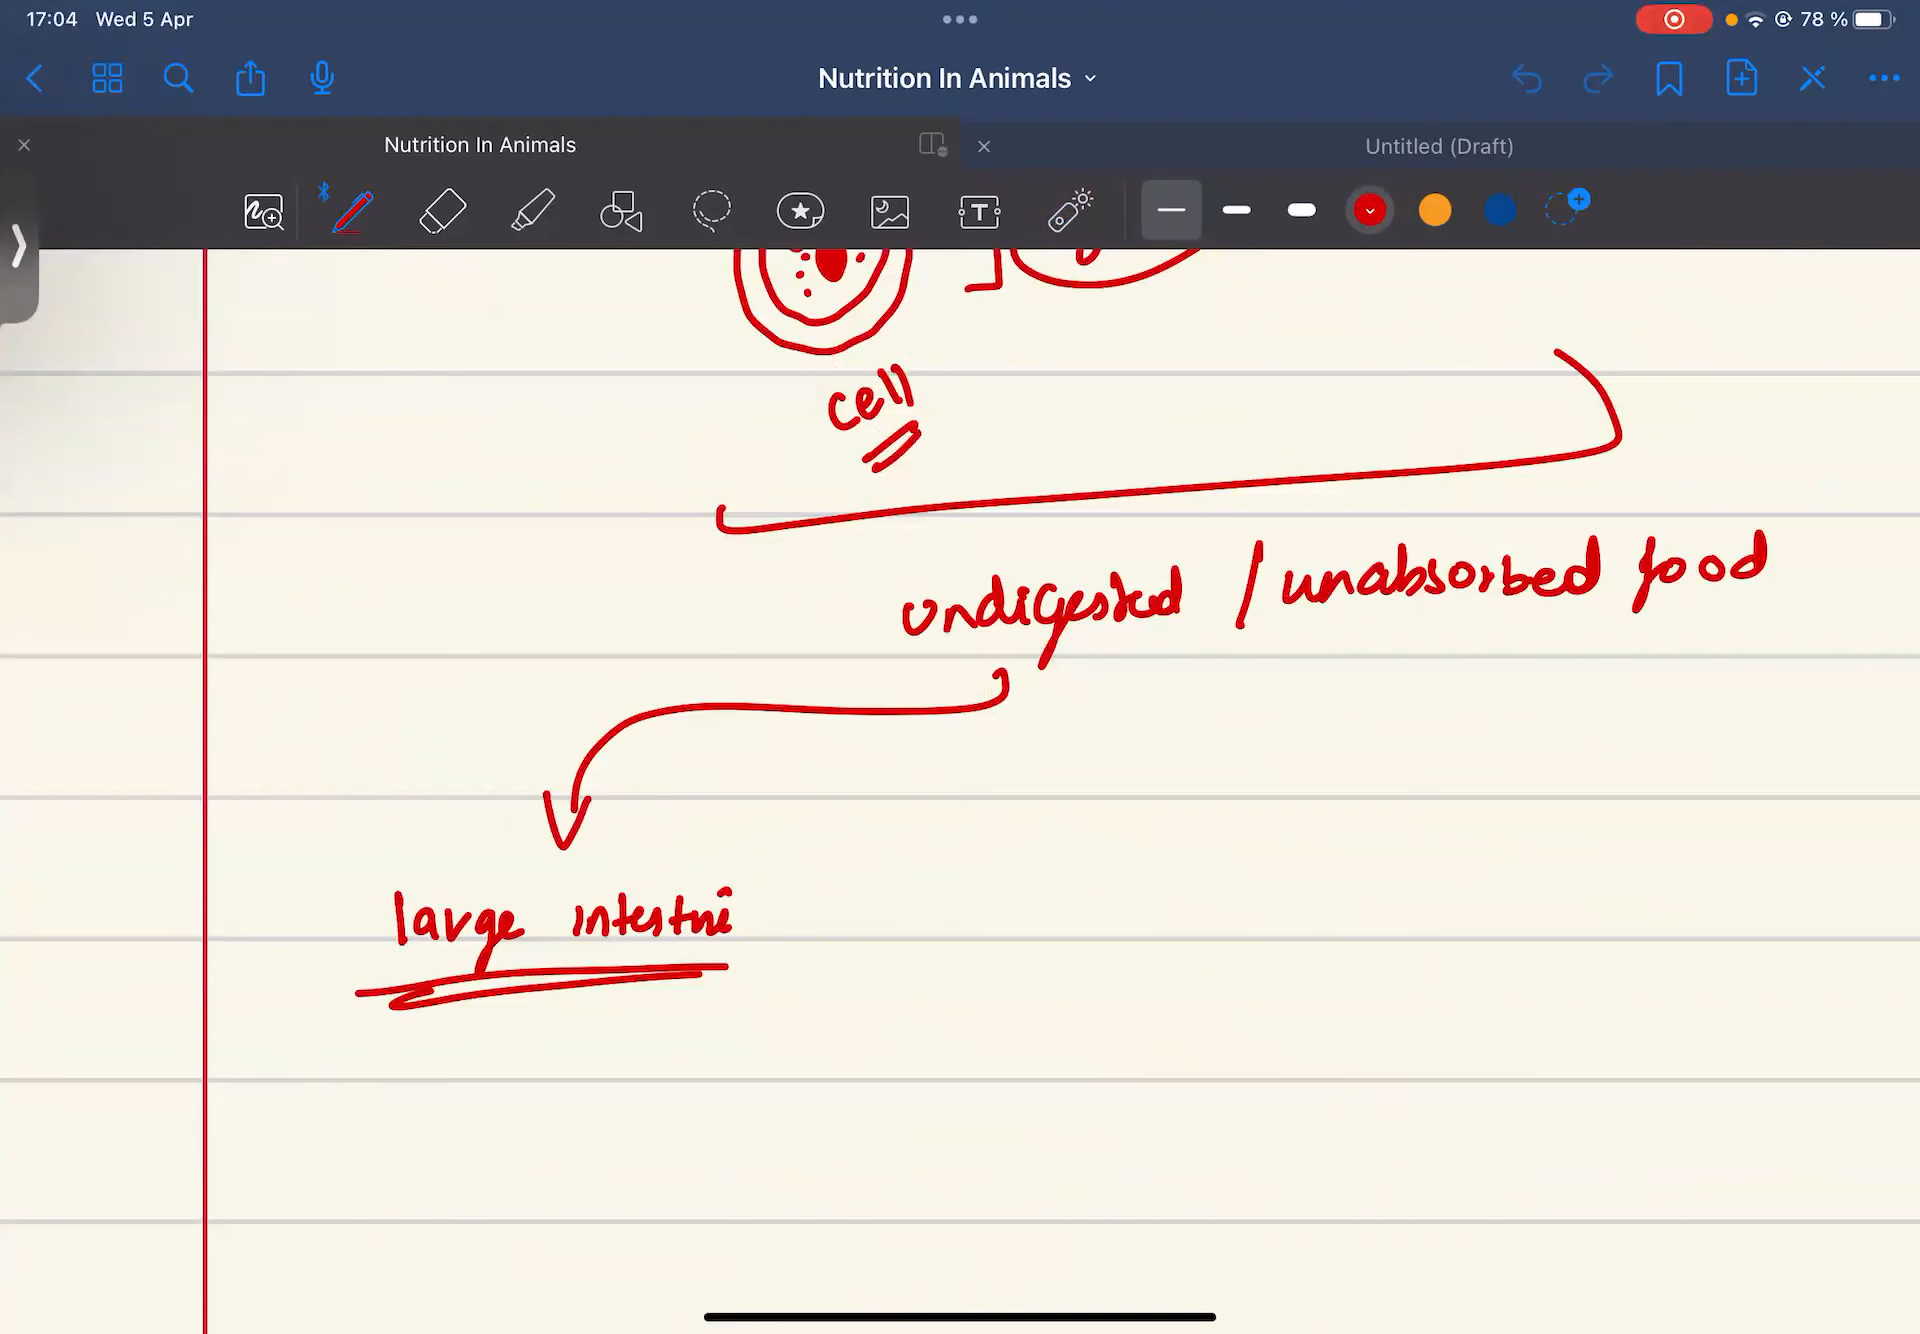 17:04 Wed 5 Apr
78 %
Nutrition In Animals
Nutrition In Animals
Untitled (Draft)
T
cell
undigested / unabsorbed food
large intestni